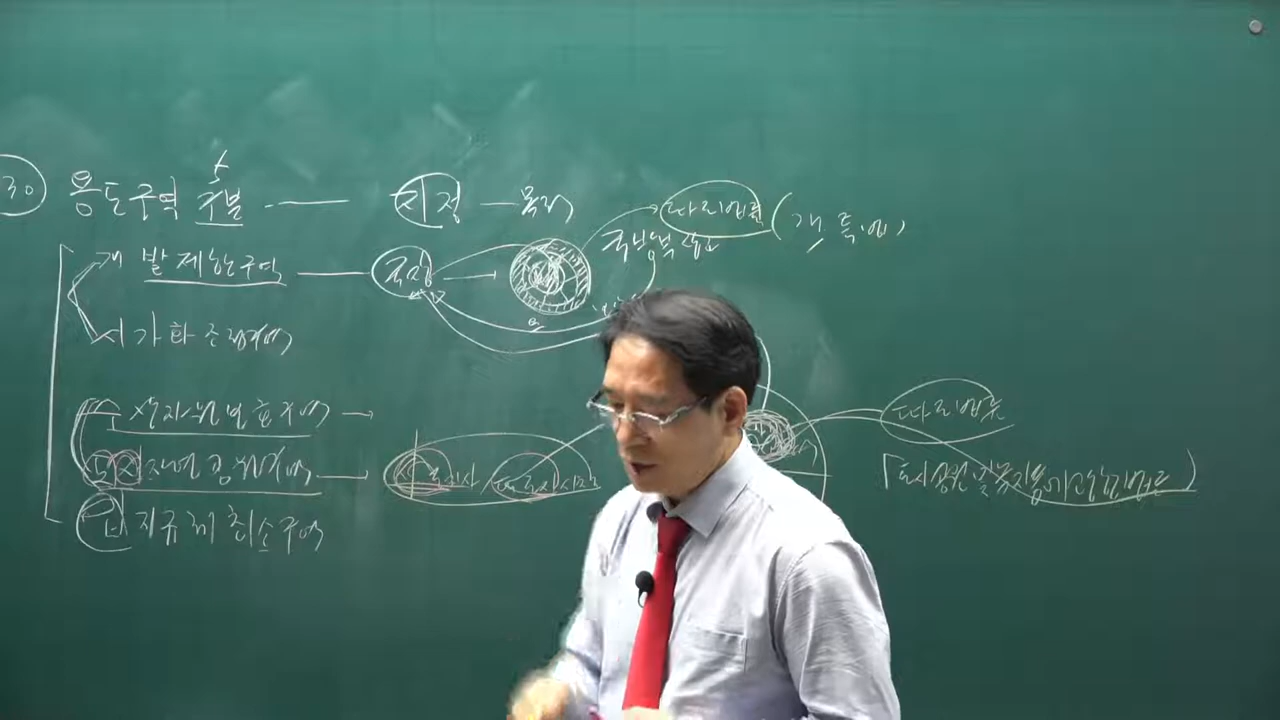 30 용도구역 구별 지정 목적
개발제한구역 국장 국방부 장관 다른법률 (개.특.법)
시가화조정구역
수자원보호구역
도시자연공원구역 시.도지사 / 대도시시장 다른법률
입지규제최소구역 「도시공원 및 녹지등에 관한 법률」